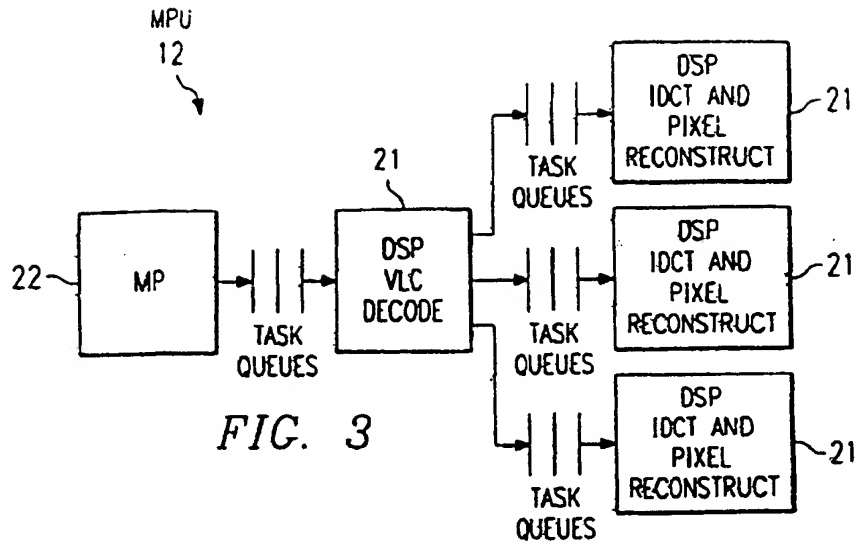 MPU
12
22
MP
TASK
QUEUES
21
DSP
VLC
DECODE
TASK
QUEUES
DSP
IDCT AND
PIXEL
RECONSTRUCT
21
TASK
QUEUES
DSP
IDCT AND
PIXEL
RECONSTRUCT
21
TASK
QUEUES
DSP
IDCT AND
PIXEL
RECONSTRUCT
21
FIG. 3